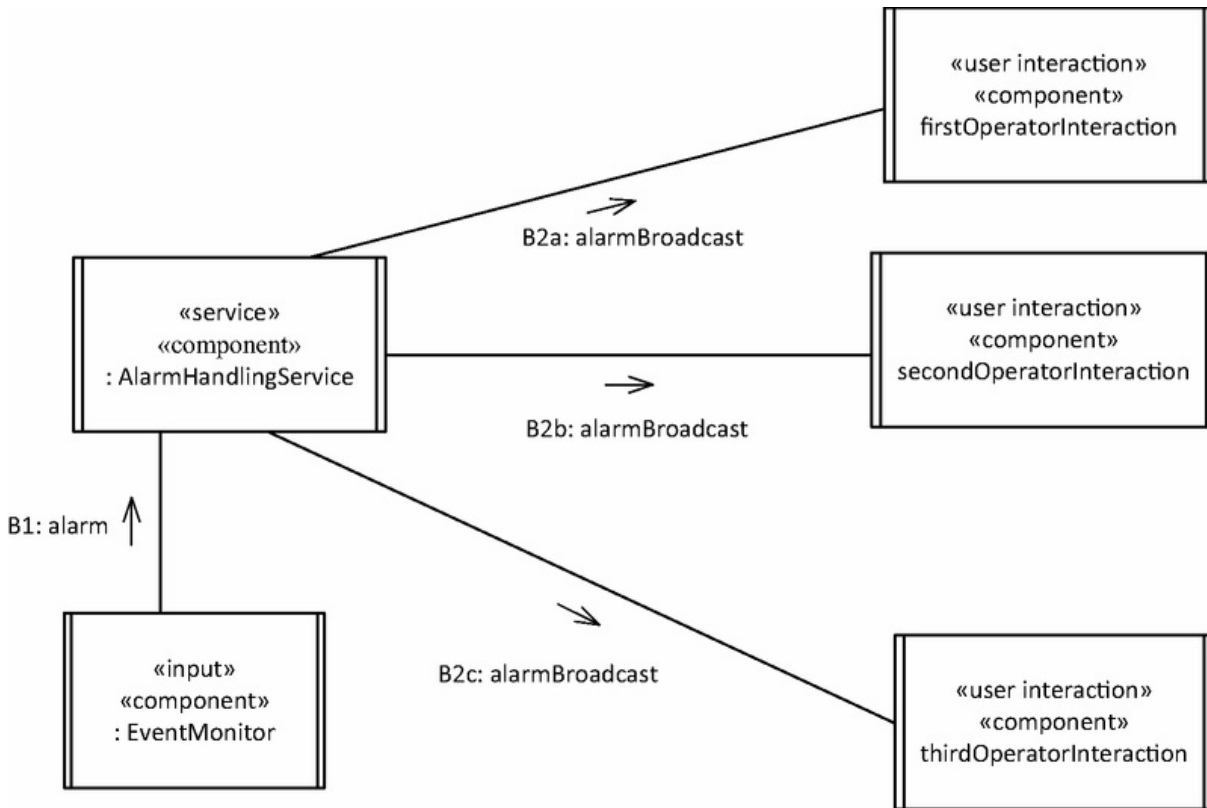 «user interaction»
«component»
firstOperatorInteraction
B2a: alarmBroadcast
«service»
«component»
: AlarmHandlingService
«user interaction»
«component»
secondOperatorInteraction
B2b: alarmBroadcast
B1: alarm
«input»
«component»
: EventMonitor
B2c: alarmBroadcast
«user interaction»
«component»
thirdOperatorInteraction